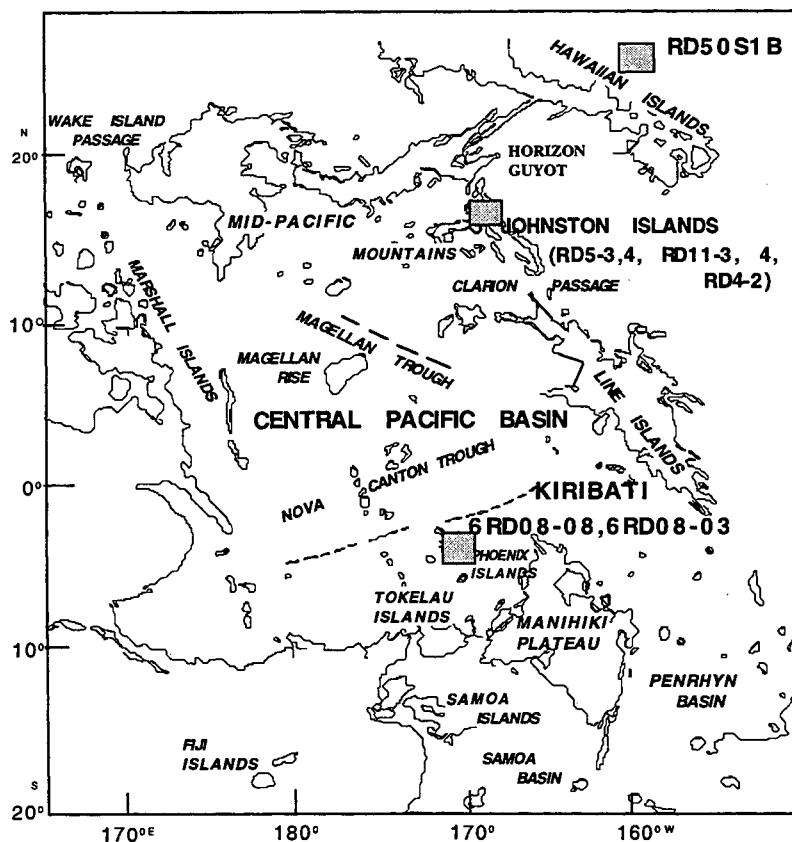 RD50S1B
HAWAIIAN ISLANDS
WAKE ISLAND
PASSAGE
N
20°
HORIZON
GUYOT
MID-PACIFIC
MOUNTAINS
JOHNSTON ISLANDS
(RD5-3,4, RD11-3, 4,
RD4-2)
CLARION PASSAGE
MARSHALL ISLANDS
10°
MAGELLAN TROUGH
MAGELLAN
RISE
LINE ISLANDS
CENTRAL PACIFIC BASIN
NOVA CANTON TROUGH
0°
KIRIBATI
6RD08-08,6RD08-03
PHOENIX
ISLANDS
TOKELAU
ISLANDS
MANIHIKI
PLATEAU
10°
PENRHYN
BASIN
SAMOA
ISLANDS
FIJI
ISLANDS
SAMOA
BASIN
S
20°
170°E 180° 170° 160°W